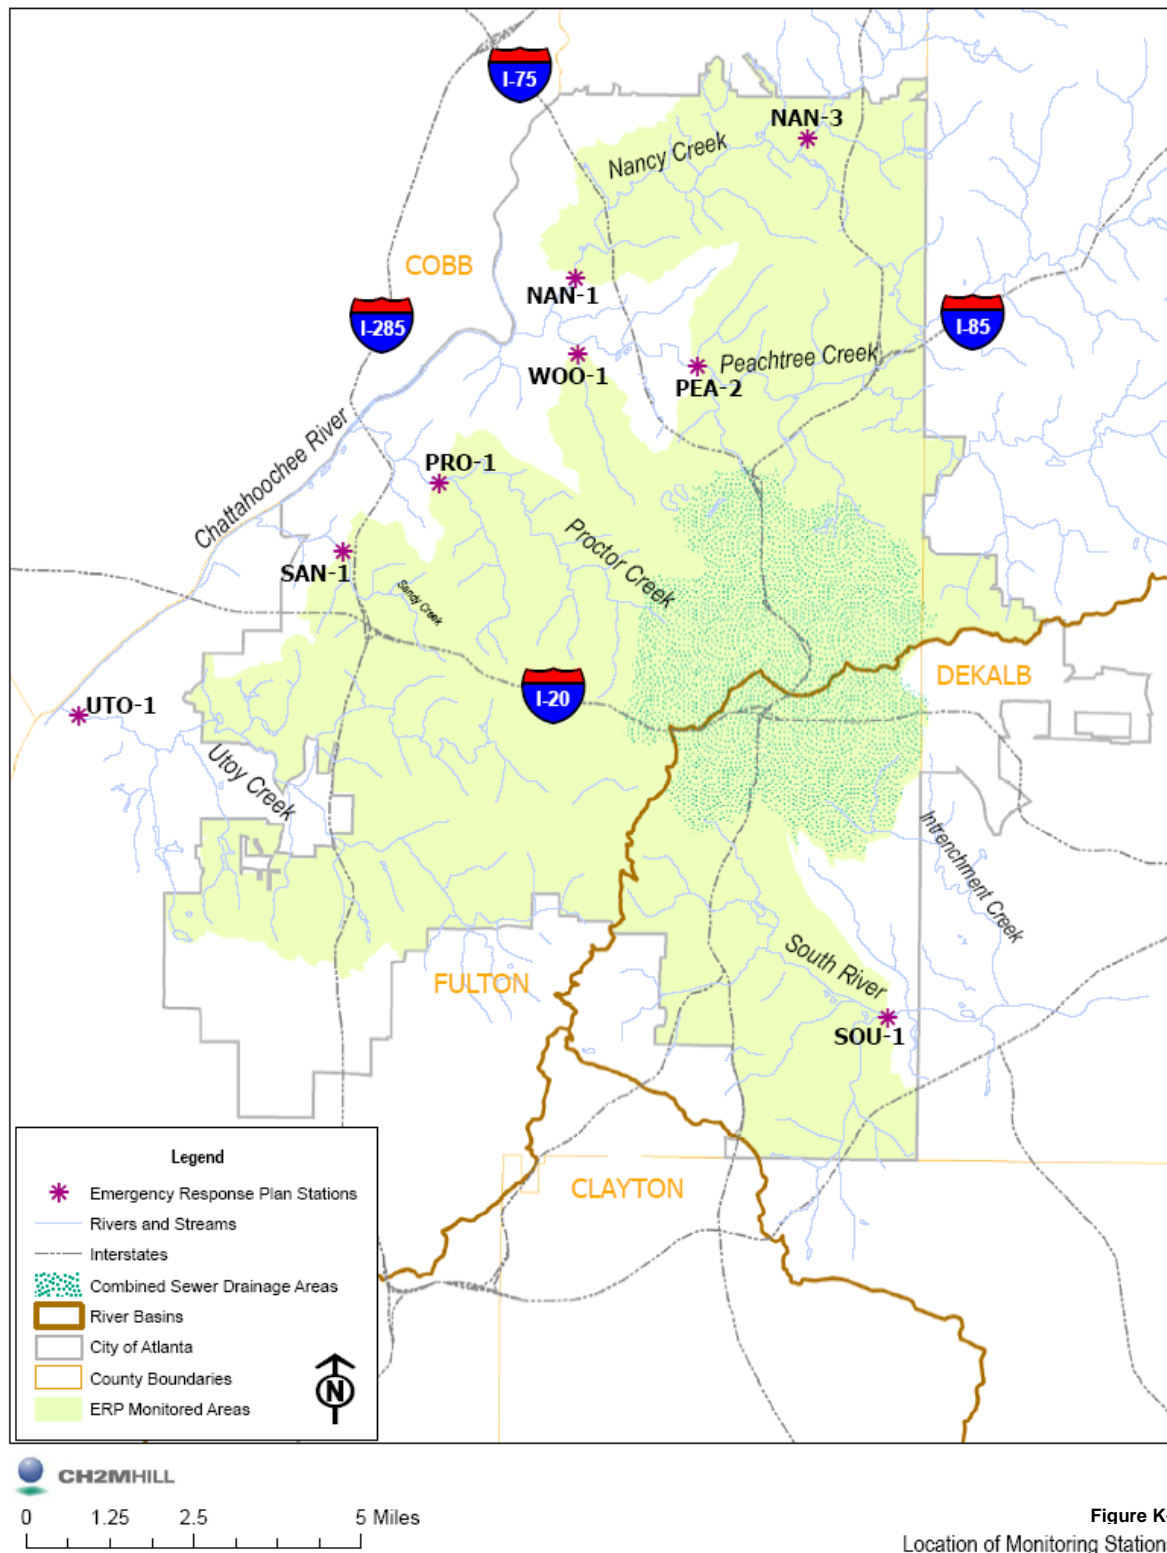 I-75
NAN-3
Nancy Creek
COBB
NAN-1
I-285
I-85
WOO-1
Peachtree Creek
PEA-2
Chattahoochee River
PRO-1
Proctor Creek
SAN-1
Sandy Creek
I-20
DEKALB
UTO-1
Utoy Creek
Intrenchment Creek
South River
FULTON
SOU-1
CLAYTON
Legend
Emergency Response Plan Stations
Rivers and Streams
Interstates
Combined Sewer Drainage Areas
River Basins
City of Atlanta
County Boundaries
ERP Monitored Areas
N
CH2MHILL
0 1.25 2.5 5 Miles
Figure K-
Location of Monitoring Station